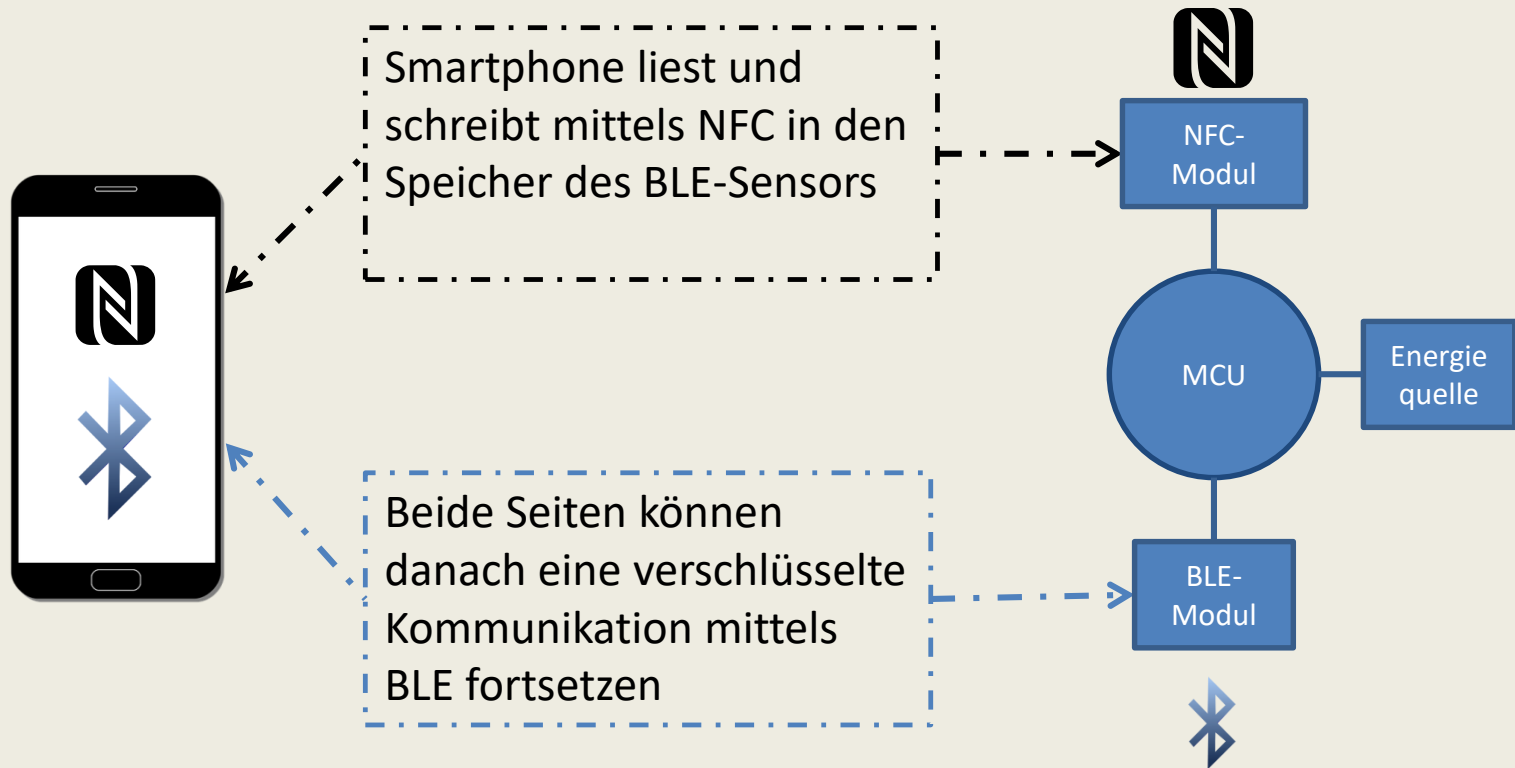 Smartphone liest und
schreibt mittels NFC in den
Speicher des BLE-Sensors
NFC-
Modul
MCU
Energie
quelle
Beide Seiten können
danach eine verschlüsselte
Kommunikation mittels
BLE fortsetzen
BLE-
Modul